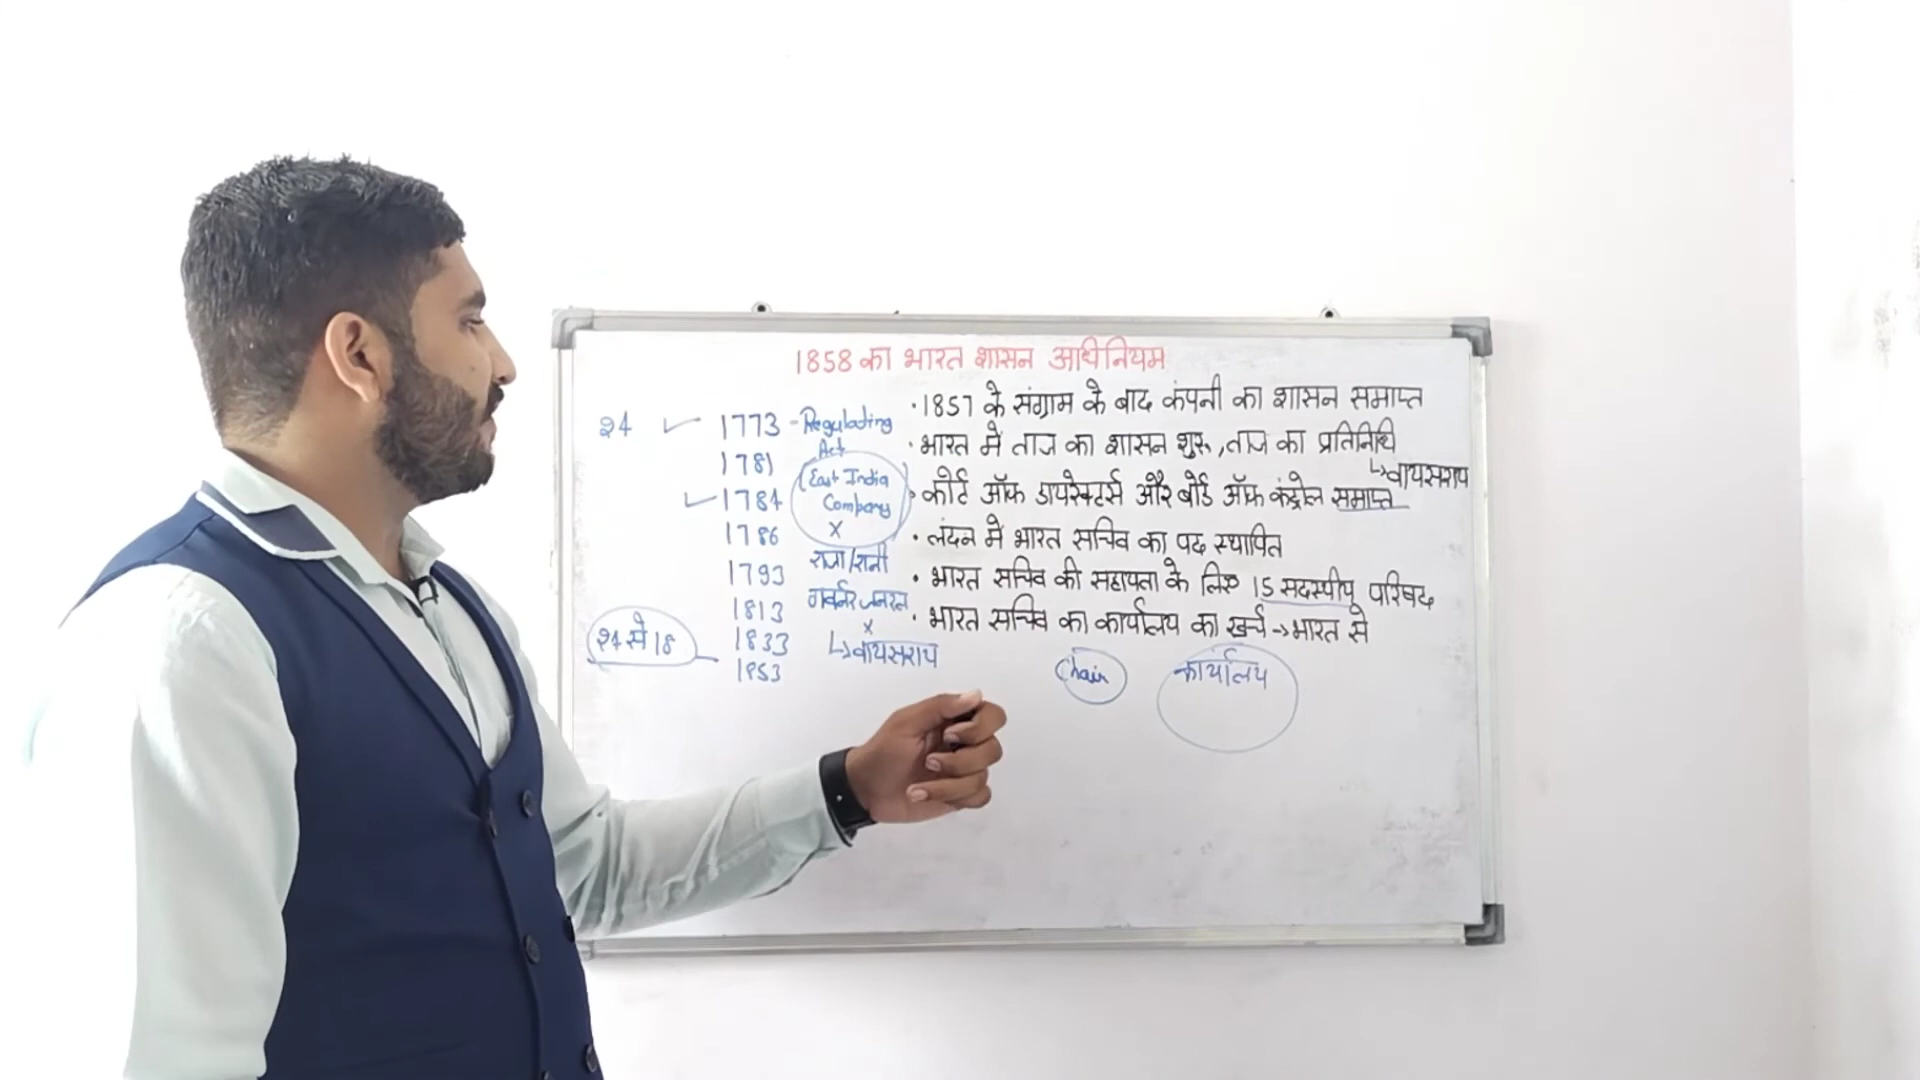 1858 का भारत शासन अधिनियम
· 1857 के संग्राम के बाद कंपनी का शासन समाप्त
· भारत में ताज का शासन शुरू, ताज का प्रतिनिधि
↳ वायसराय
· कोर्ट ऑफ डायरेक्टर्स और बोर्ड ऑफ कंट्रोल समाप्त
· लंदन में भारत सचिव का पद स्थापित
· भारत सचिव की सहायता के लिए 15 सदस्यीय परिषद
· भारत सचिव का कार्यालय का खर्च → भारत से
Chair
कार्यालय
24
1773 - Regulating
Act
1781
1784
1786
1793
1813
1833
1853
24 से 18
East India
Company
X
राजा/रानी
गवर्नर जनरल
x
↳ वायसराय